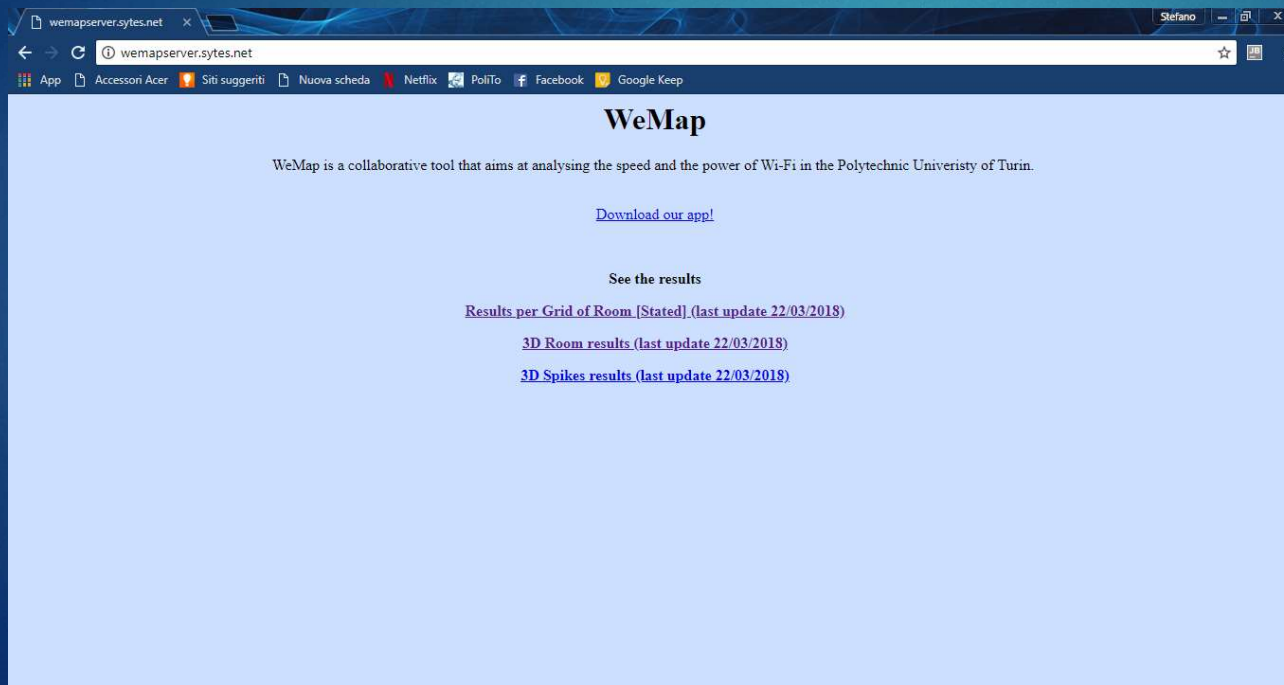 wemapserver.sytes.net
Stefano
wemapserver.sytes.net
App Accessori Acer Siti suggeriti Nuova scheda Netflix PoliTo Facebook Google Keep
WeMap
WeMap is a collaborative tool that aims at analysing the speed and the power of Wi-Fi in the Polytechnic Univeristy of Turin.
Download our app!
See the results
Results per Grid of Room [Stated] (last update 22/03/2018)
3D Room results (last update 22/03/2018)
3D Spikes results (last update 22/03/2018)